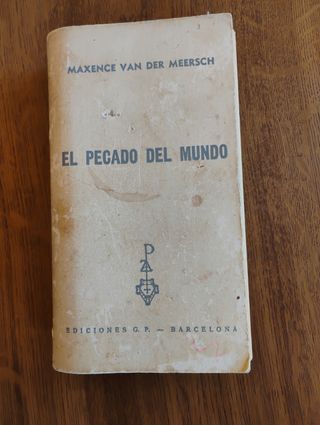 MAXENCE VAN DER MEERSCH
EL PECADO DEL MUNDO
EDICIONES G. P. — BARCELONA